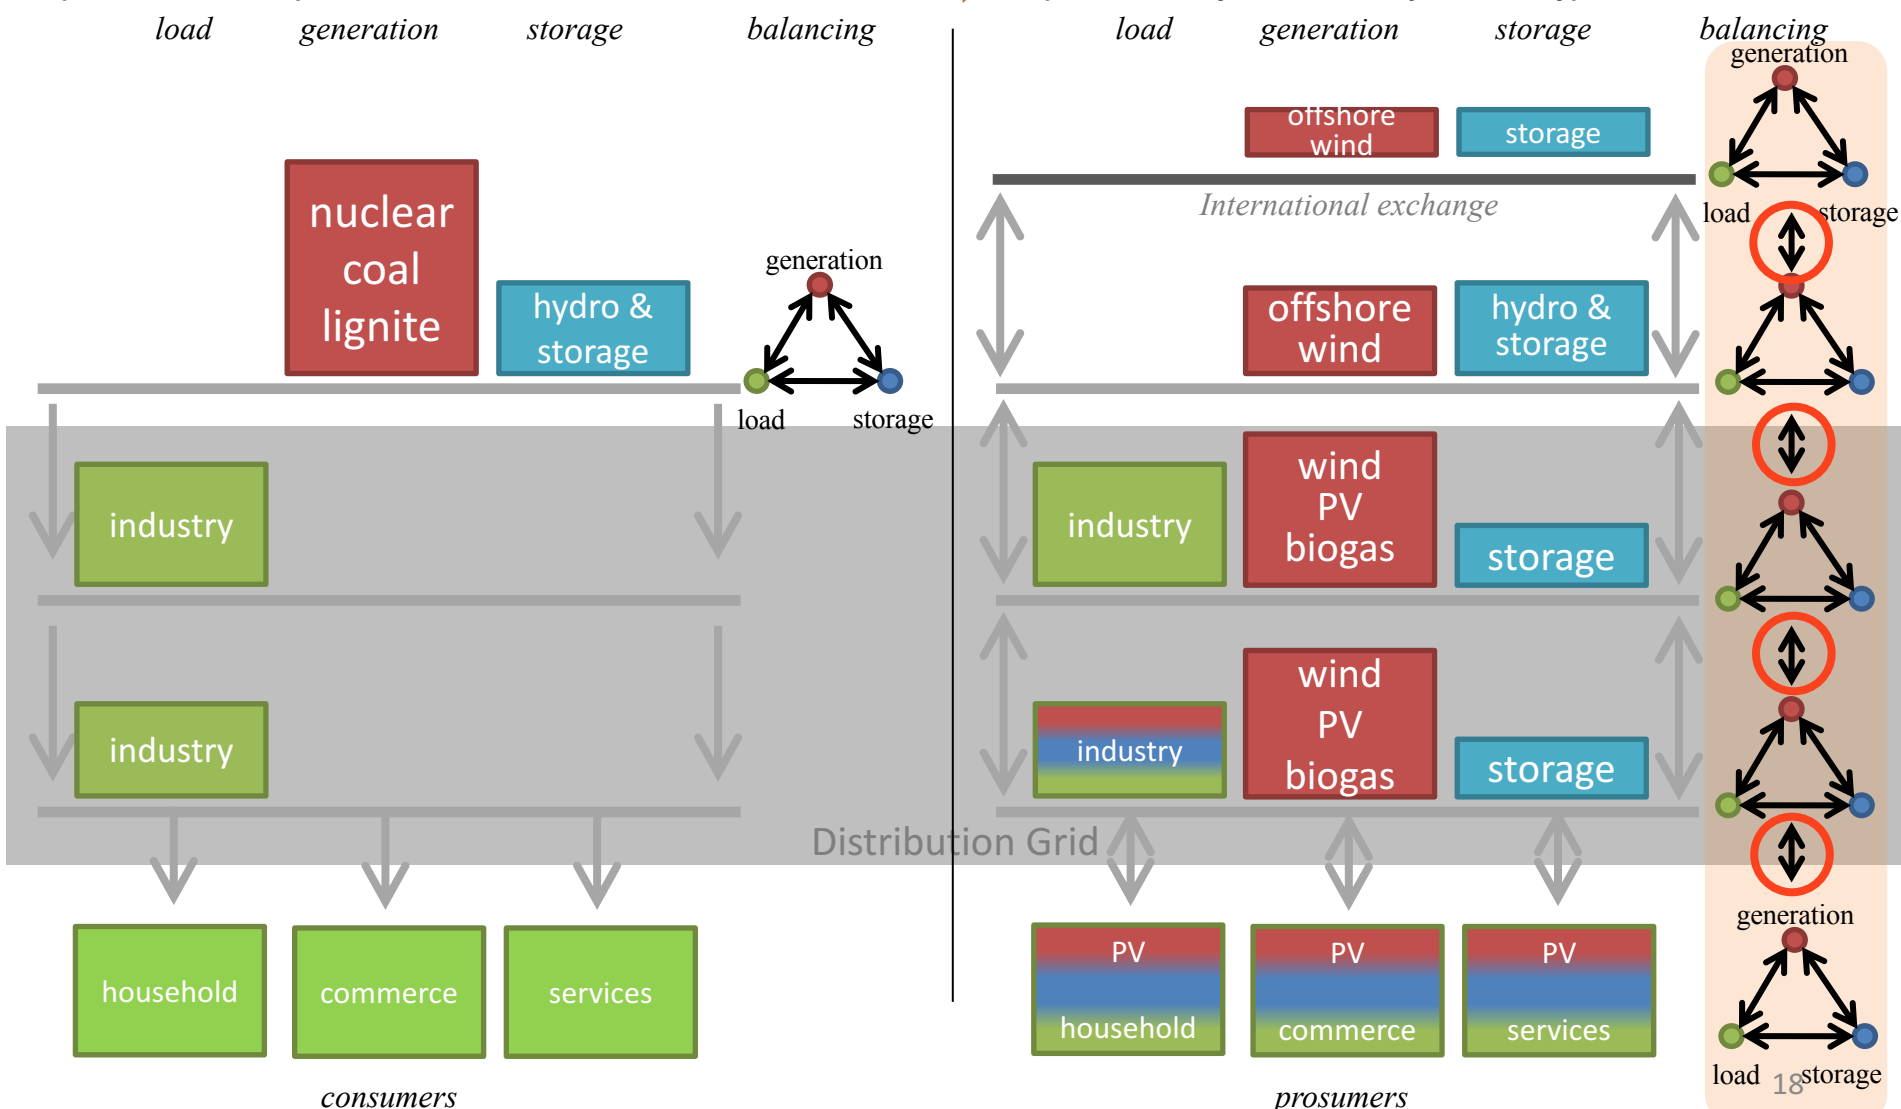 load generation storage balancing
nuclear
coal
lignite
hydro &
storage
generation
load storage
industry
industry
household commerce services
consumers
load generation storage balancing
generation
offshore
wind
storage
load storage
International exchange
offshore
wind
hydro &
storage
industry
wind
PV
biogas
storage
industry
wind
PV
biogas
storage
Distribution Grid
PV PV PV
household commerce services
generation
load storage
18
prosumers